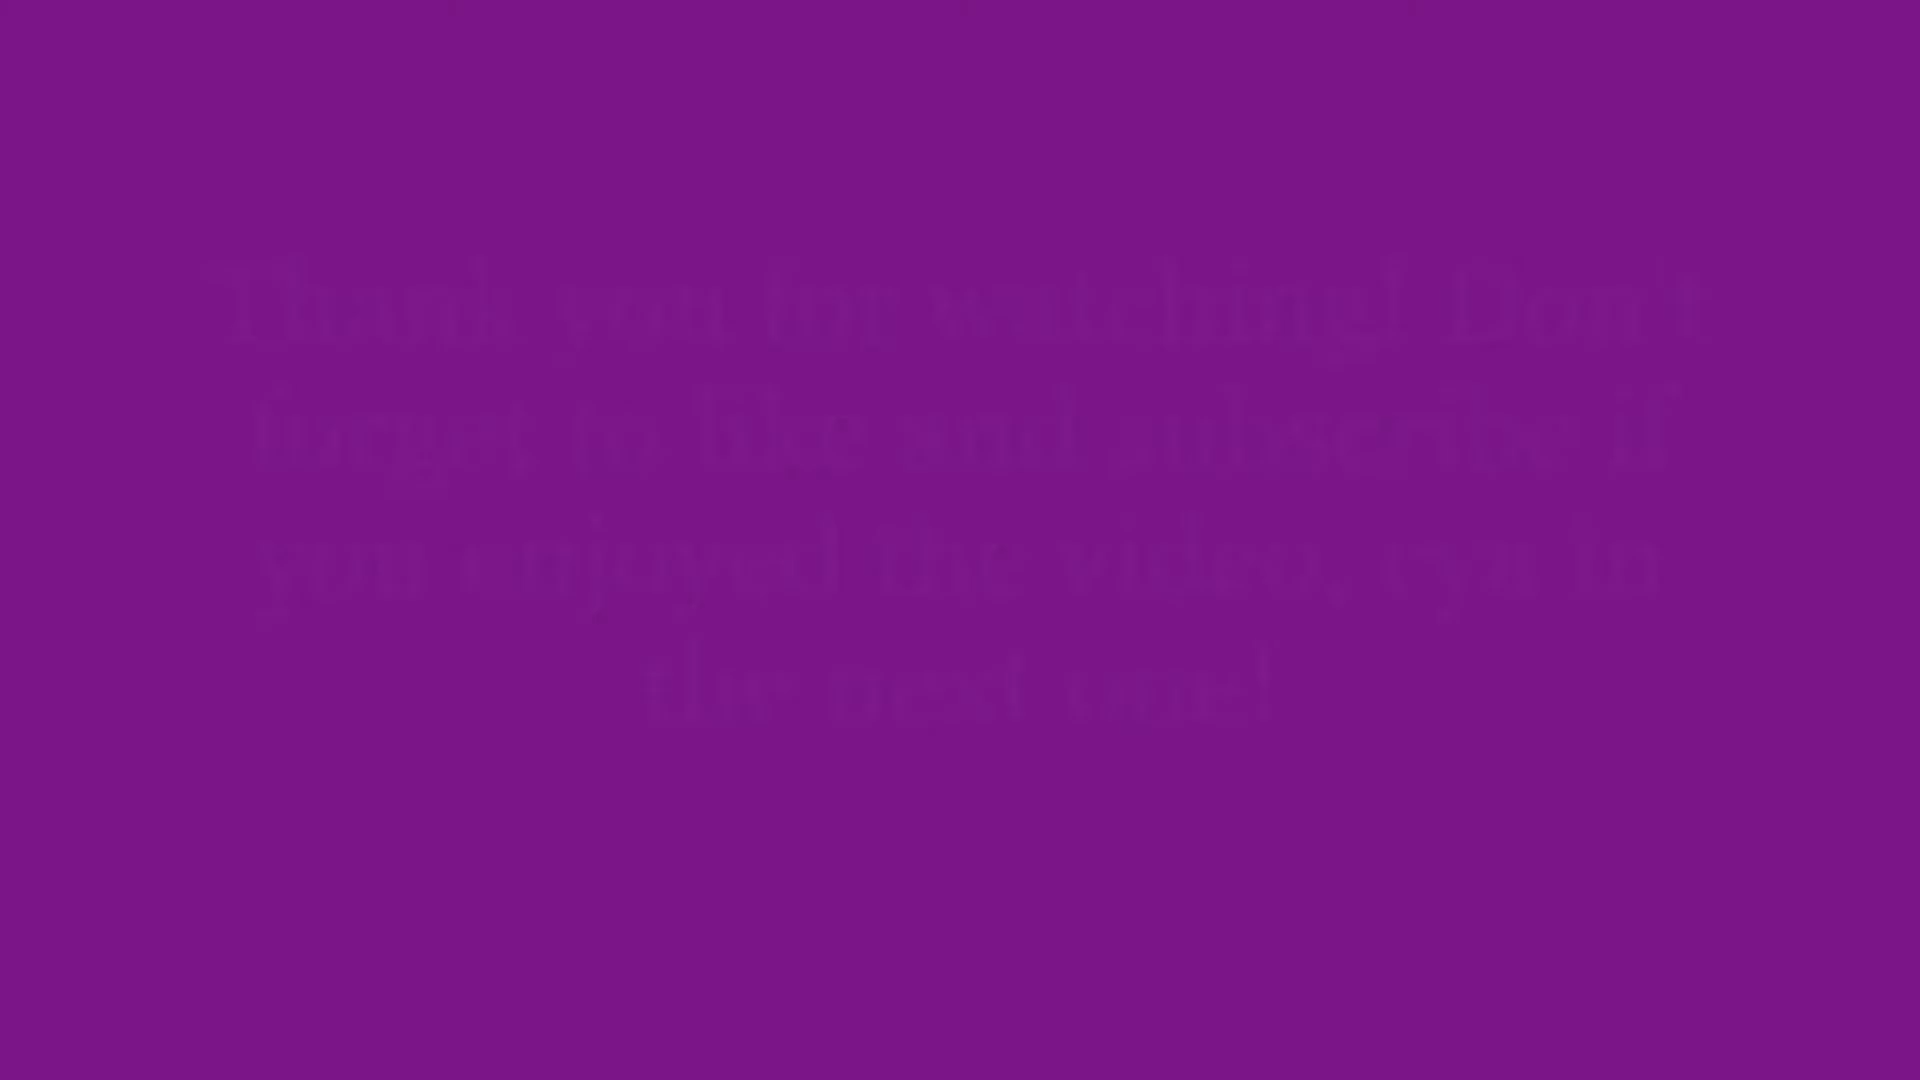 Thank you for watching! Don't
forget to like and subscribe if
you enjoyed the video, cya in
the next one!